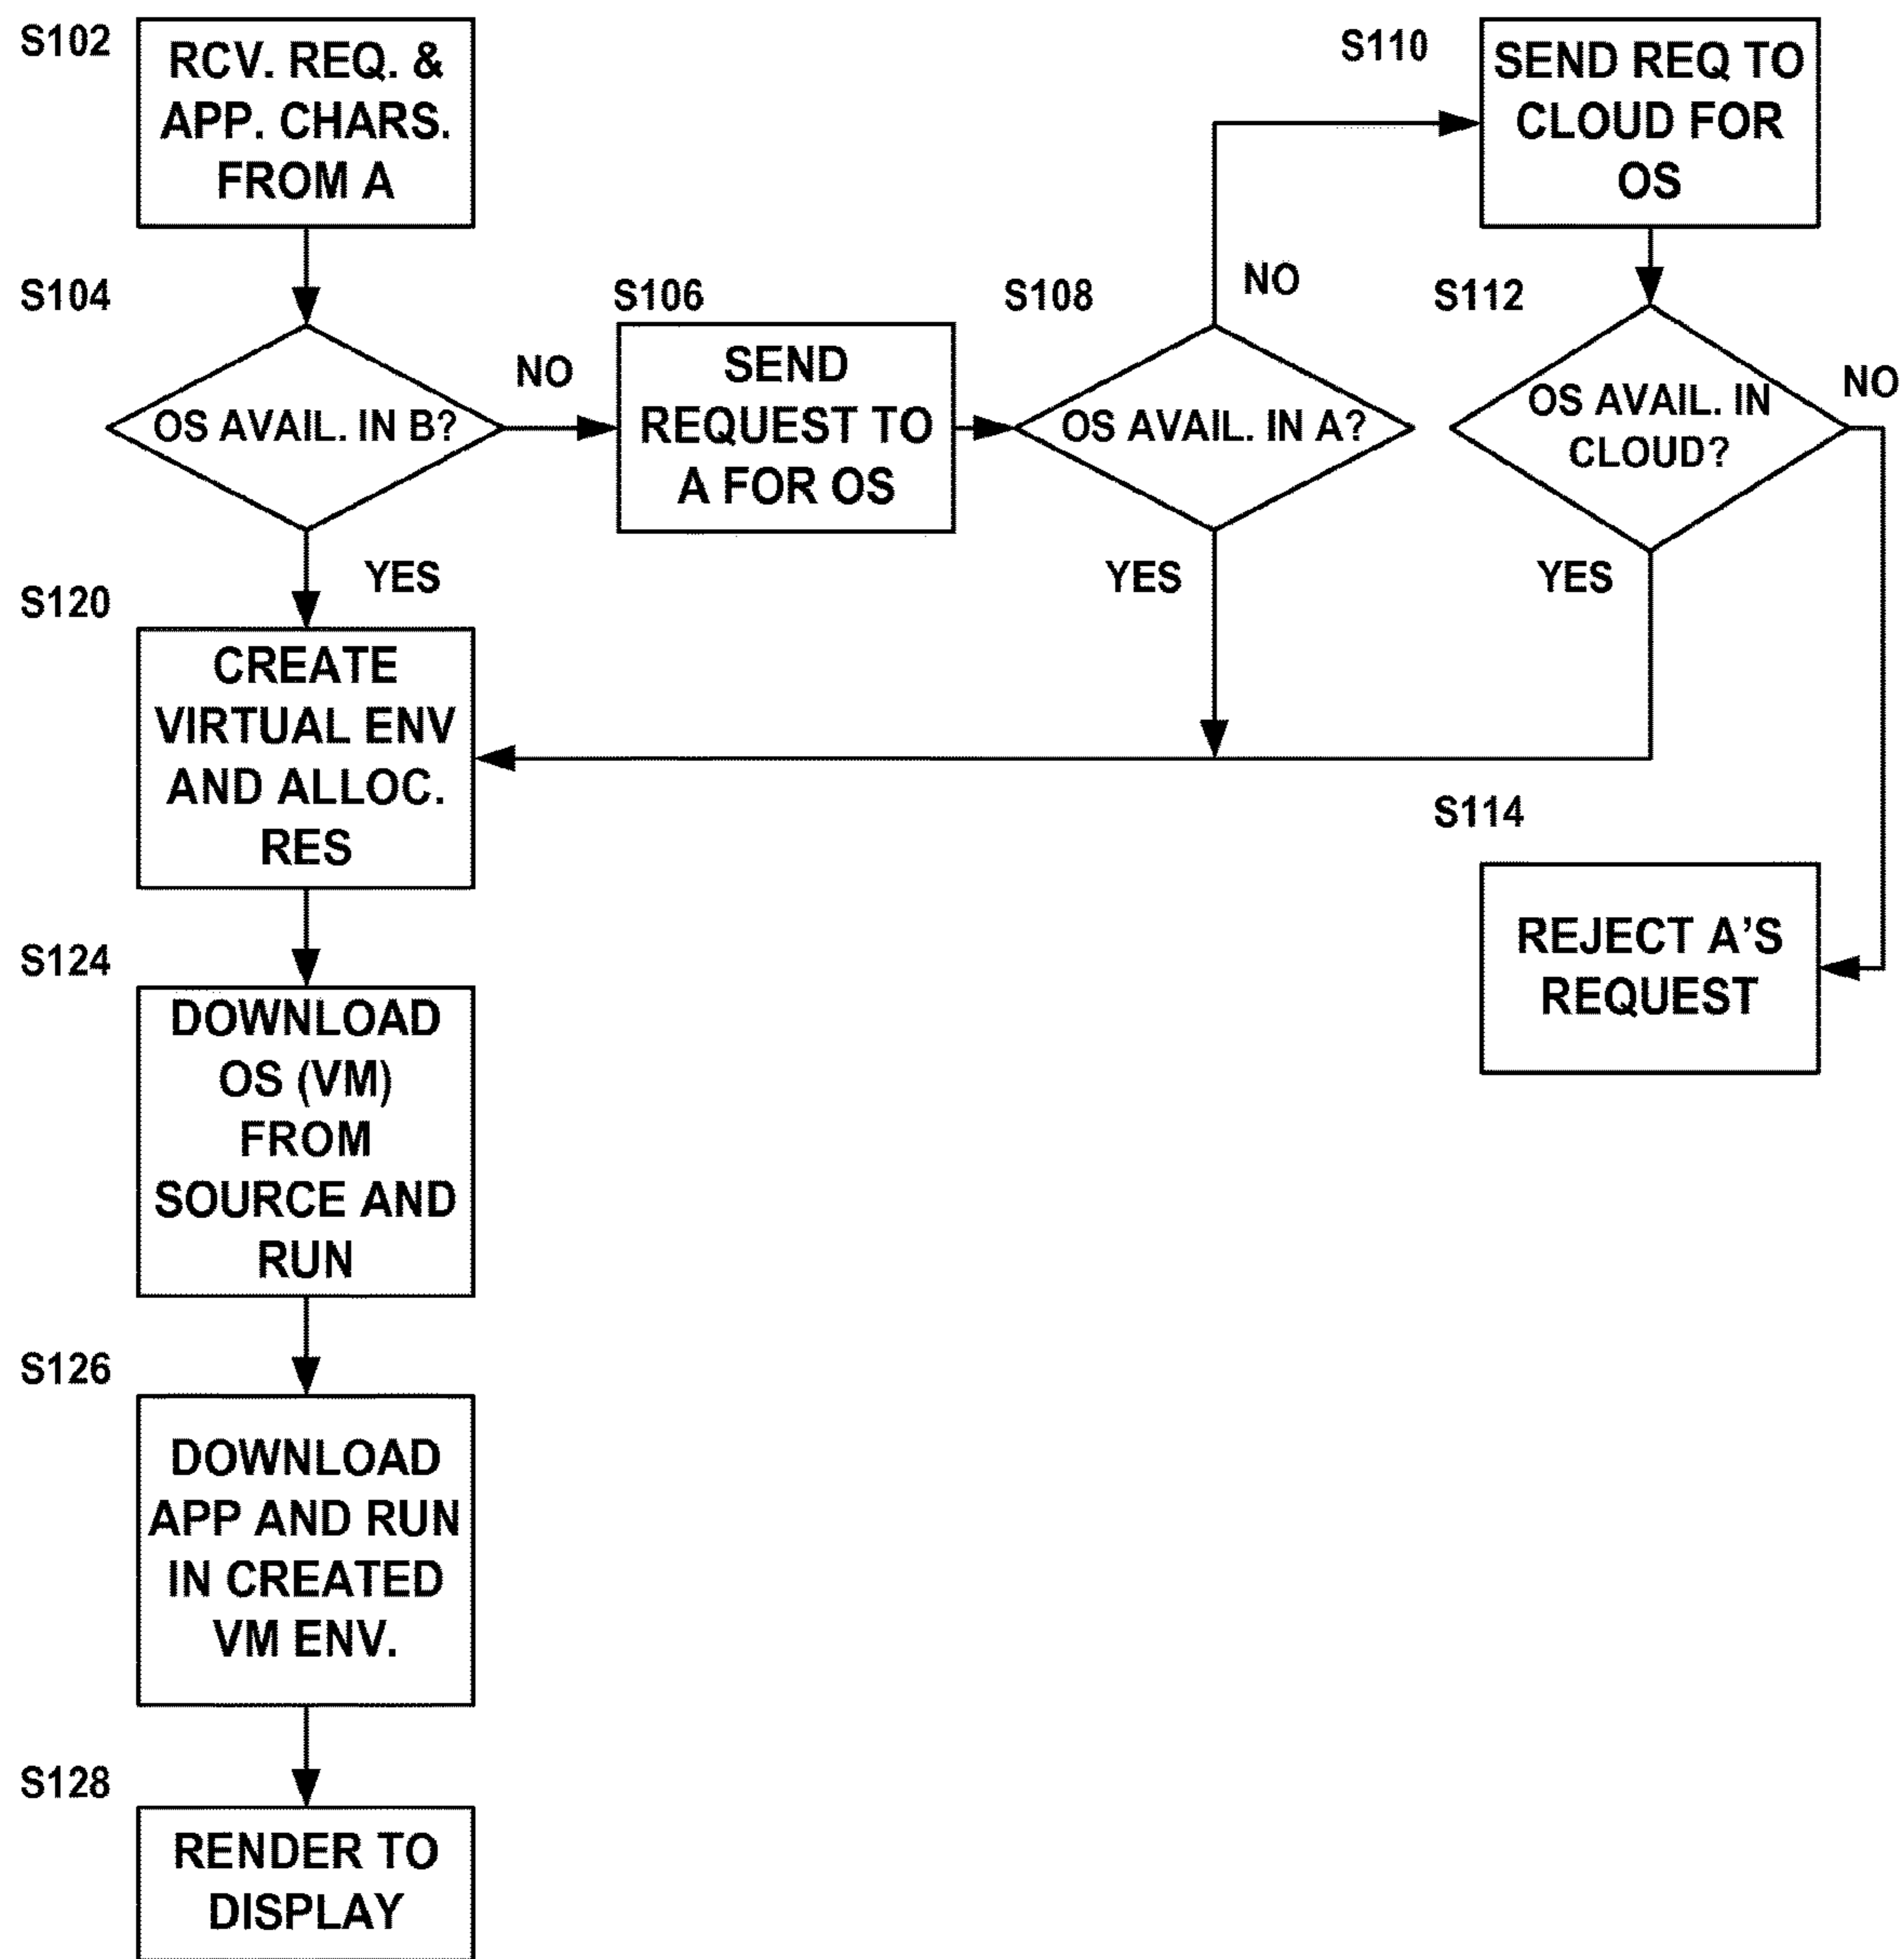 S102
RCV. REQ. &
APP. CHARS.
FROM A
S110
SEND REQ TO
CLOUD FOR
OS
S104
OS AVAIL. IN B?
NO
S106
SEND
REQUEST TO
A FOR OS
S108
OS AVAIL. IN A?
NO
S112
OS AVAIL. IN
CLOUD?
NO
YES
YES
YES
S120
CREATE
VIRTUAL ENV
AND ALLOC.
RES
S114
REJECT A'S
REQUEST
S124
DOWNLOAD
OS (VM)
FROM
SOURCE AND
RUN
S126
DOWNLOAD
APP AND RUN
IN CREATED
VM ENV.
S128
RENDER TO
DISPLAY